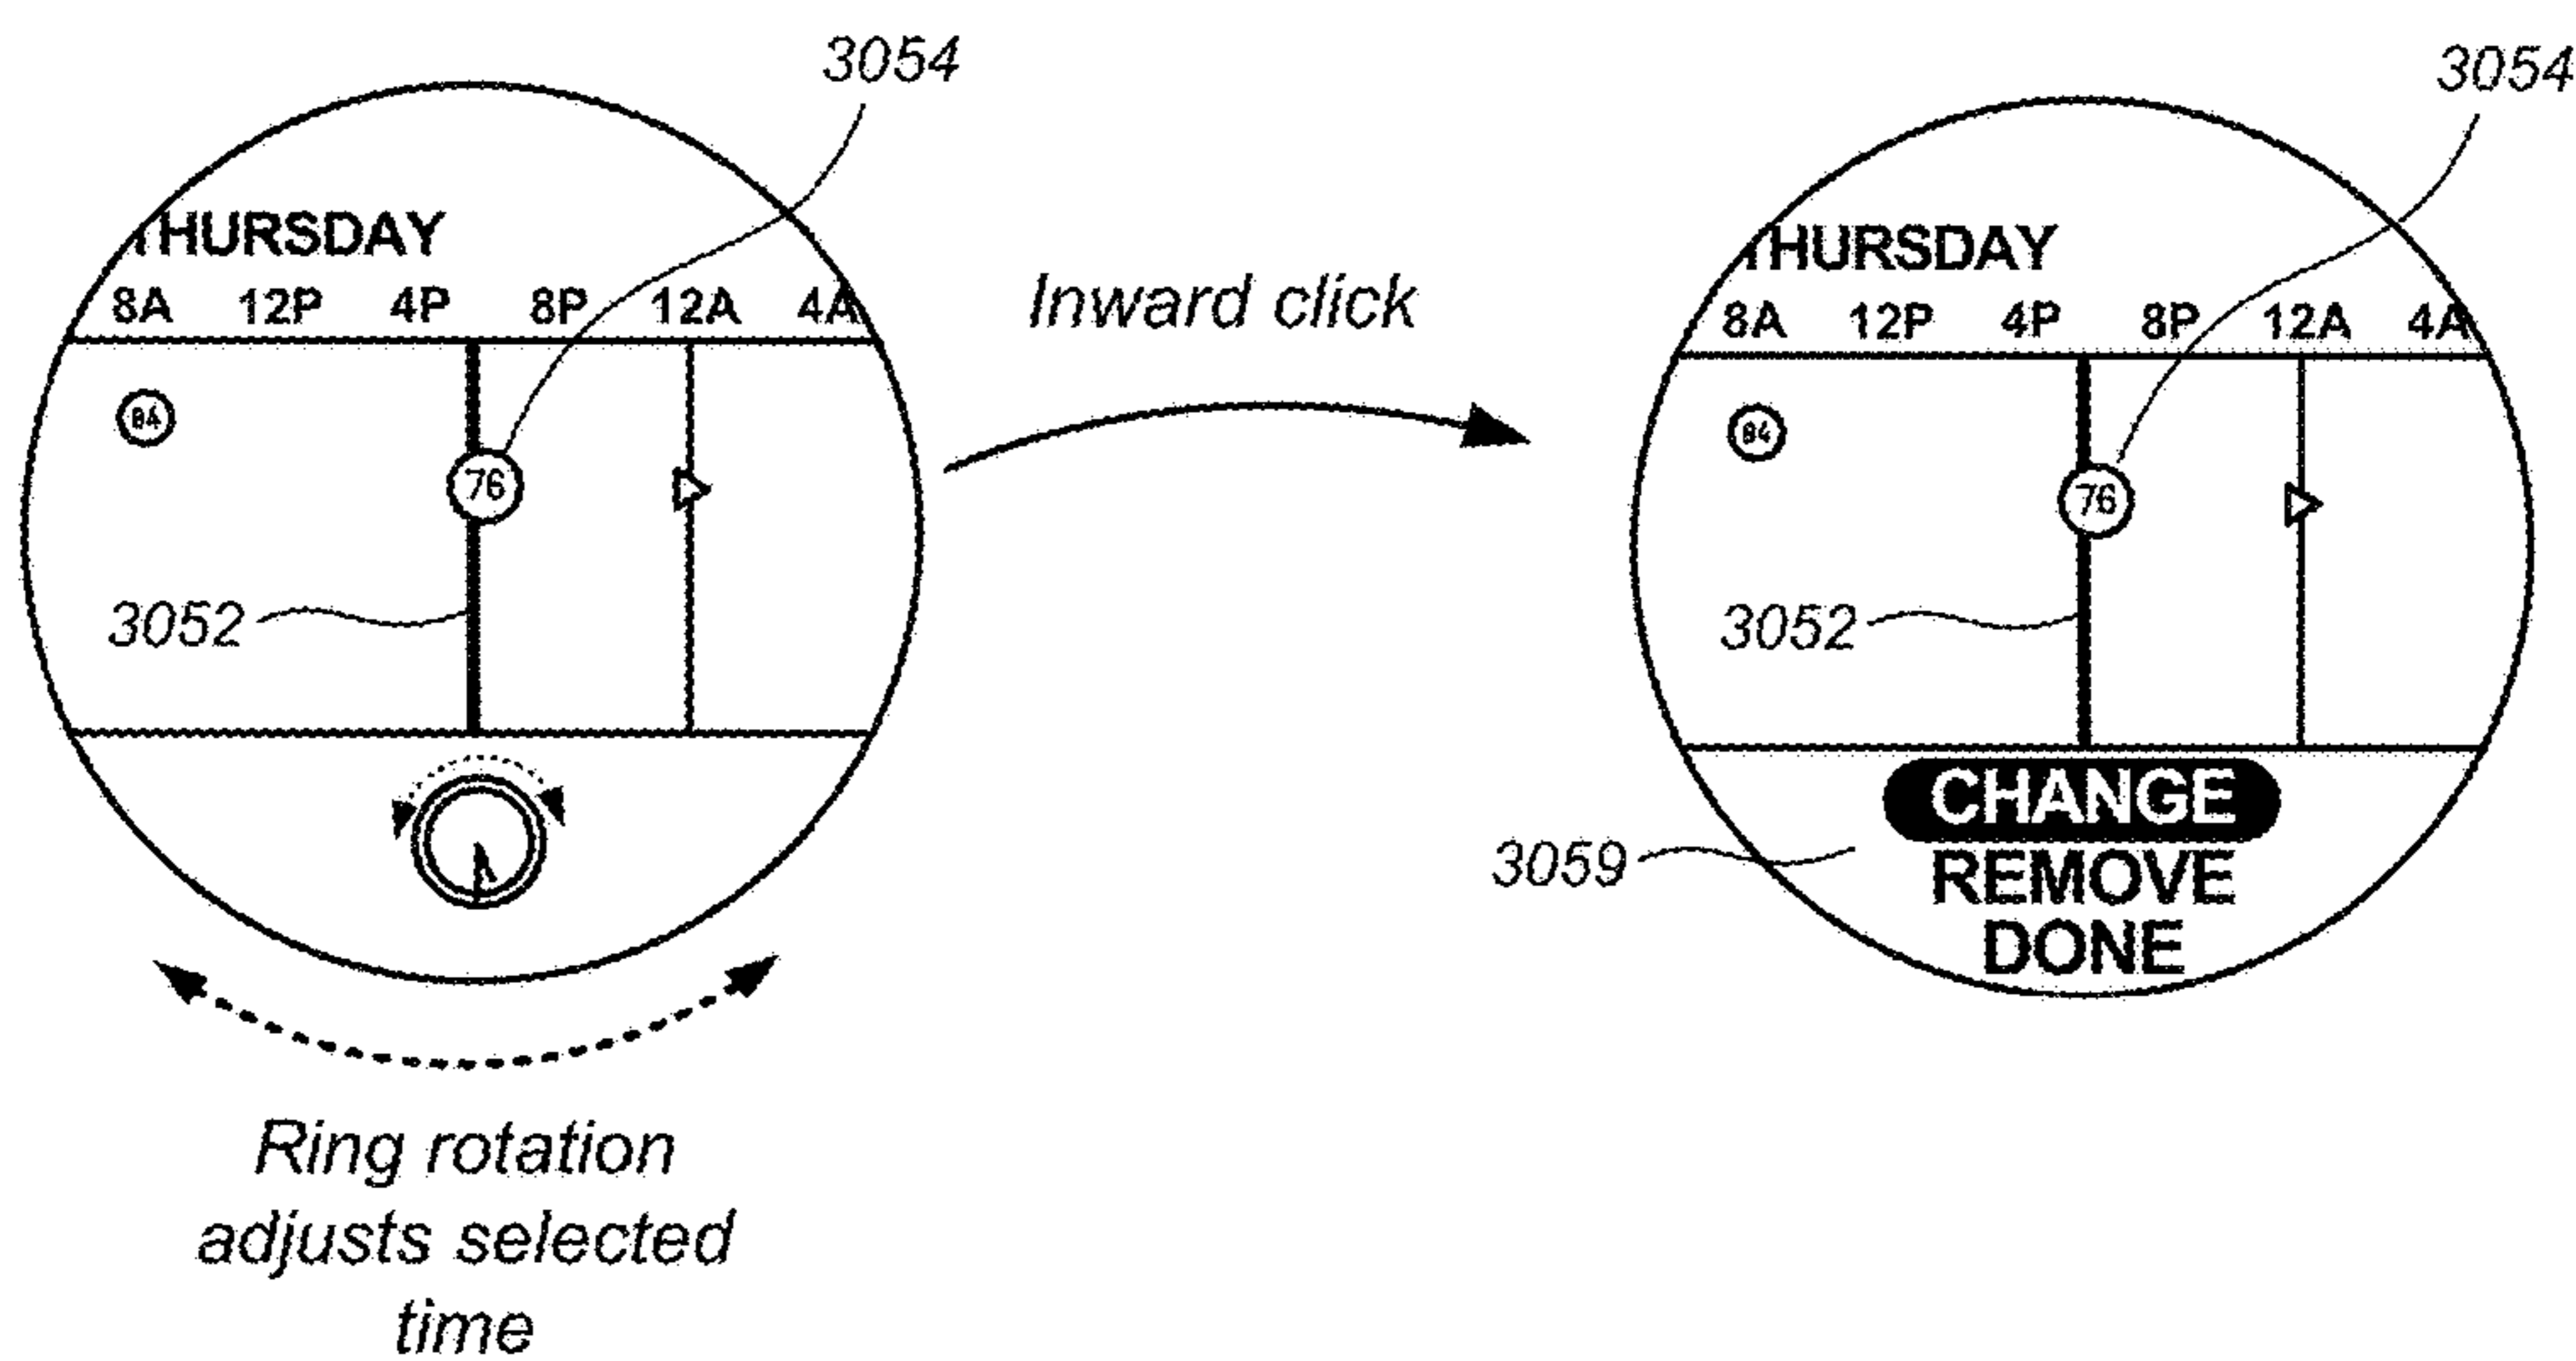 3054
THURSDAY
8A 12P 4P 8P 12A 4A
84
76
3052
Ring rotation
adjusts selected
time
Inward click
3054
THURSDAY
8A 12P 4P 8P 12A 4A
84
76
3052
CHANGE
3059
REMOVE
DONE